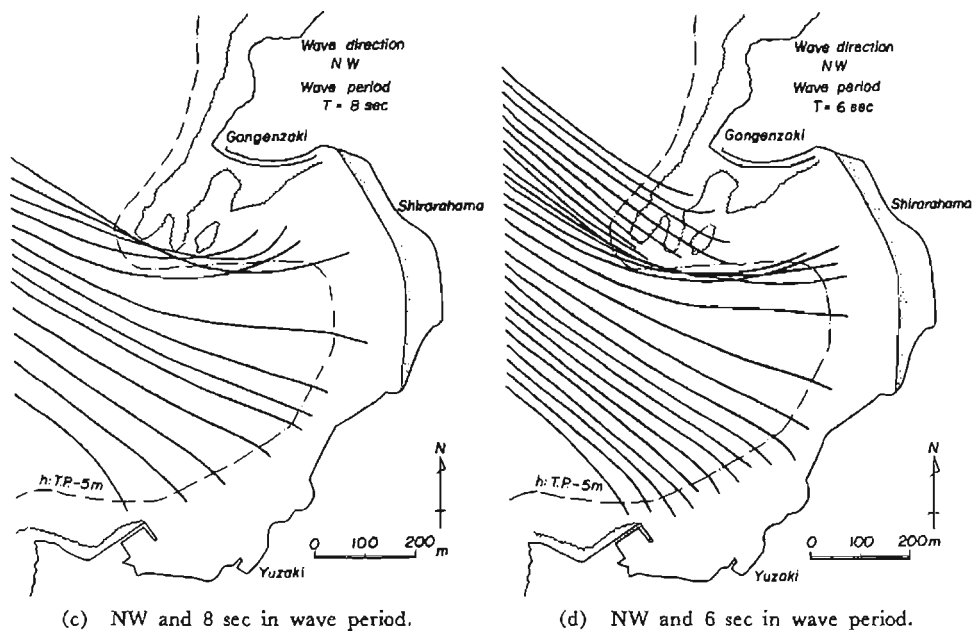 Wave direction
NW
Wave period
T = 8 sec
Gongenzaki
Shirarahama
h: T.P.-5m
N
0 100 200 m
Yuzaki
(c) NW and 8 sec in wave period.
Wave direction
NW
Wave period
T = 6 sec
Gongenzaki
Shirarahama
h: T.P.-5m
N
0 100 200 m
Yuzaki
(d) NW and 6 sec in wave period.